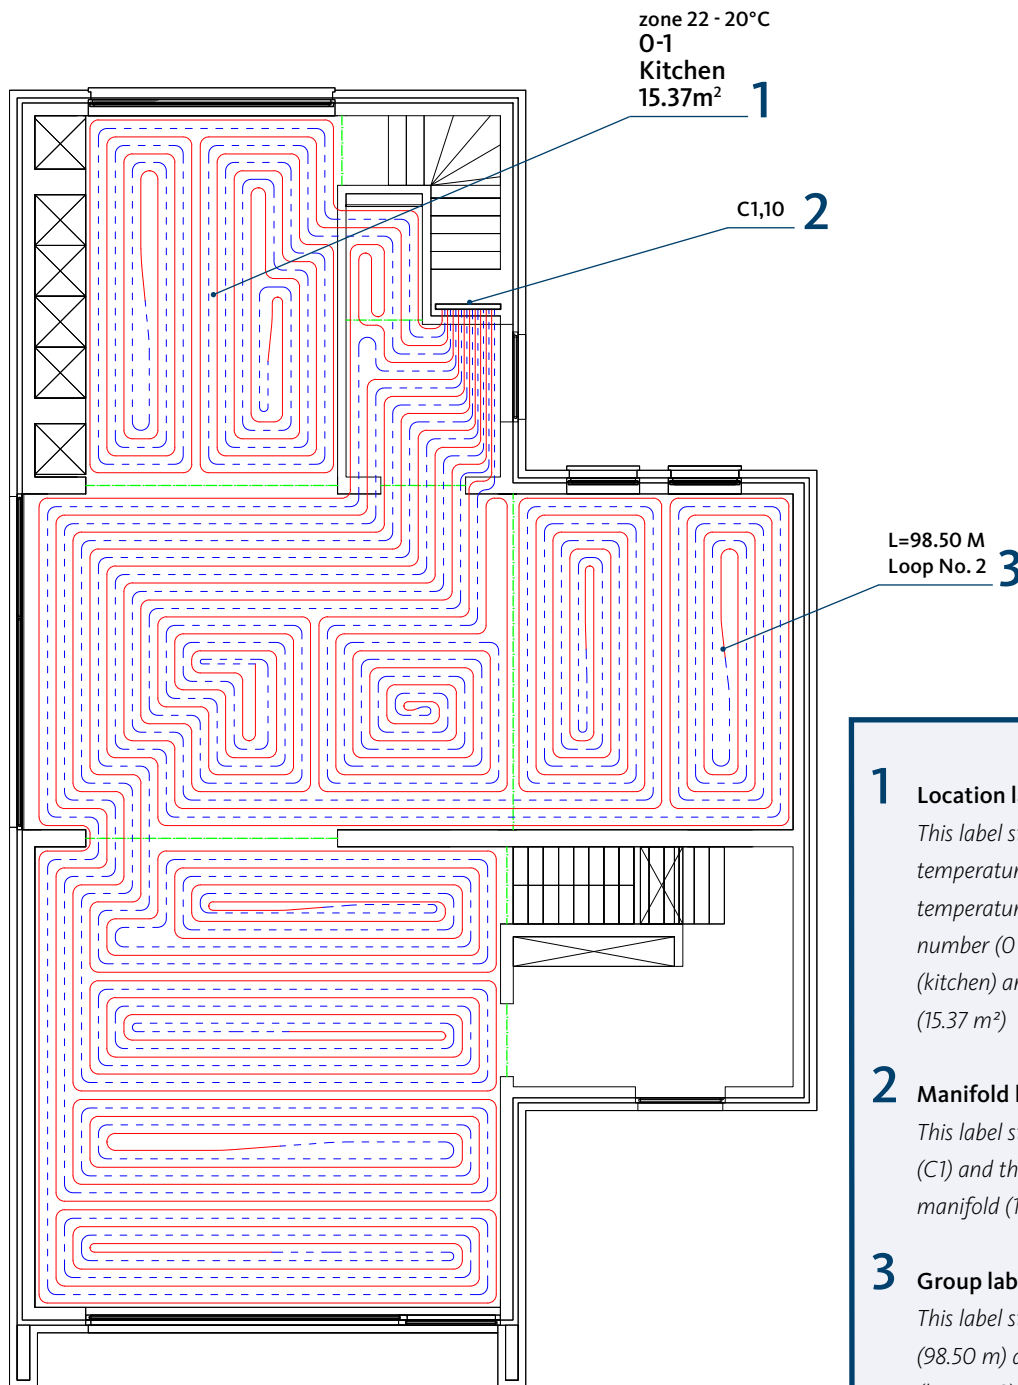 zone 22 - 20°C
0-1
Kitchen
15.37m²
1
C1,10
2
L=98.50 M
Loop No. 2
3
1
Location
This label
temperatur
temperatur
number (0
(kitchen)
(15.37 m²)
2
Manifold
This label
(C1) and
manifold
3
Group
This label
(98.50 m)